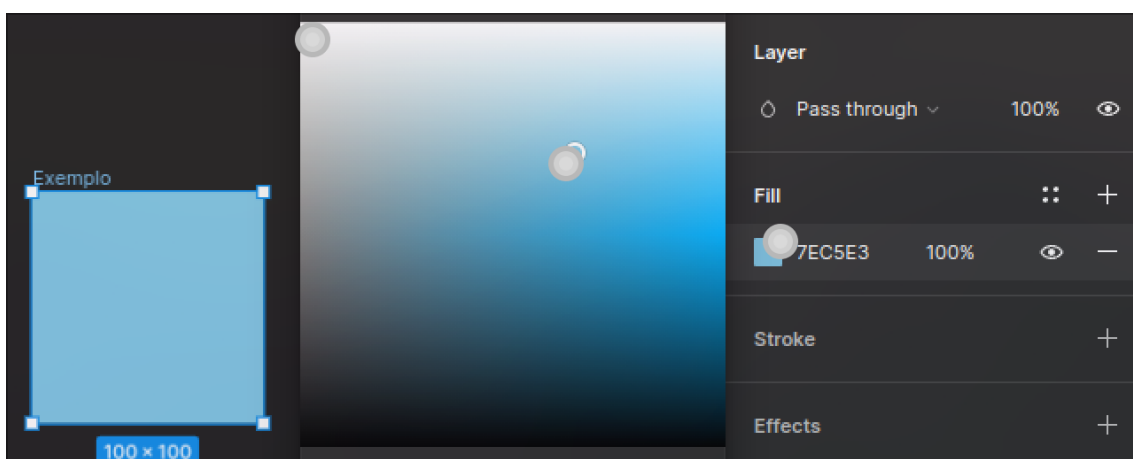 Exemplo
100 × 100
Layer
Pass through 100%
Fill
7EC5E3 100%
Stroke
Effects